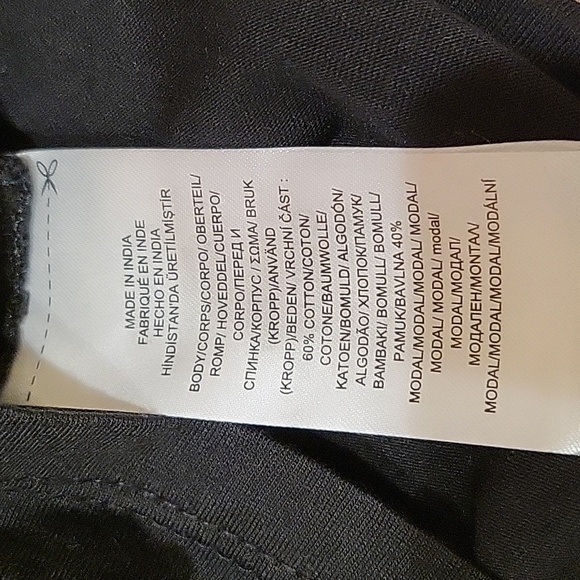 MADE IN INDIA
FABRIQUÉ EN INDE
HECHO EN INDIA
HİNDİSTAN'DA ÜRETİLMİŞTİR
BODY/CORPS/CORPO/ OBERTEIL/
ROMP/ HOVEDDEL/CUERPO/
CORPO/ПЕРЕД И
СПИНКА/КОРПУС / ΣΩΜΑ/ BRUK
(KROPP)/ANVÄND
(KROPP)/BEDEN/ VRCHNÍ ČÁST :
60% COTTON/COTON/
COTONE/BAUMWOLLE/
KATOEN/BOMULD/ ALGODÓN/
ALGODÃO/ ХЛОПОК/ПАМУК/
BAMBAKI/ BOMULL/ BOMULL/
PAMUK/BAVLNA 40%
MODAL/MODAL/MODAL/ MODAL/
MODAL/ MODAL/ modal/
MODAL/МОДАЛ/
МОДАЛЕН/MONTAΛ/
MODAL/MODAL/MODAL/MODÁLNÍ